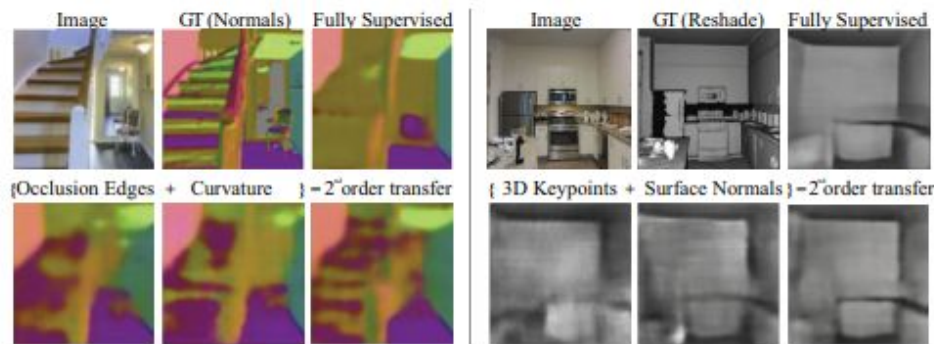 Image GT (Normals) Fully Supervised
{Occlusion Edges + Curvature } = 2nd order transfer
Image GT (Reshade) Fully Supervised
{ 3D Keypoints + Surface Normals } = 2nd order transfer